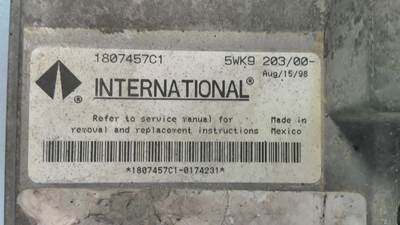 1807457C1 5WK9 203/00-
Aug/15/98
INTERNATIONAL®
®
Refer to service manual for Made in
removal and replacement instructions Mexico
*1807457C1-0174231*